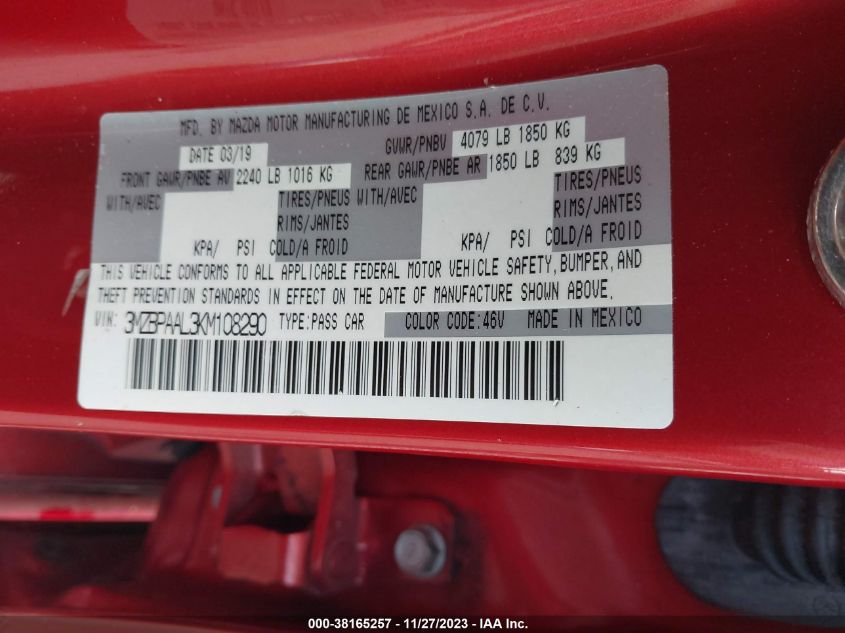 MFD. BY MAZDA MOTOR MANUFACTURING DE MEXICO S.A. DE C.V.
DATE 03/19 GVWR/PNBV 4079 LB 1850 KG
FRONT GAWR/PNBE AV 2240 LB 1016 KG REAR GAWR/PNBE AR 1850 LB 839 KG
WITH/AVEC TIRES/PNEUS WITH/AVEC TIRES/PNEUS
RIMS/JANTES RIMS/JANTES
KPA/ PSI COLD/A FROID KPA/ PSI COLD/A FROID
THIS VEHICLE CONFORMS TO ALL APPLICABLE FEDERAL MOTOR VEHICLE SAFETY, BUMPER, AND
THEFT PREVENTION STANDARDS IN EFFECT ON THE DATE OF MANUFACTURE SHOWN ABOVE.
VIN: 3MZBPAAL3KM108290 TYPE:PASS CAR COLOR CODE:46V MADE IN MEXICO
000-38165257 - 11/27/2023 - IAA Inc.